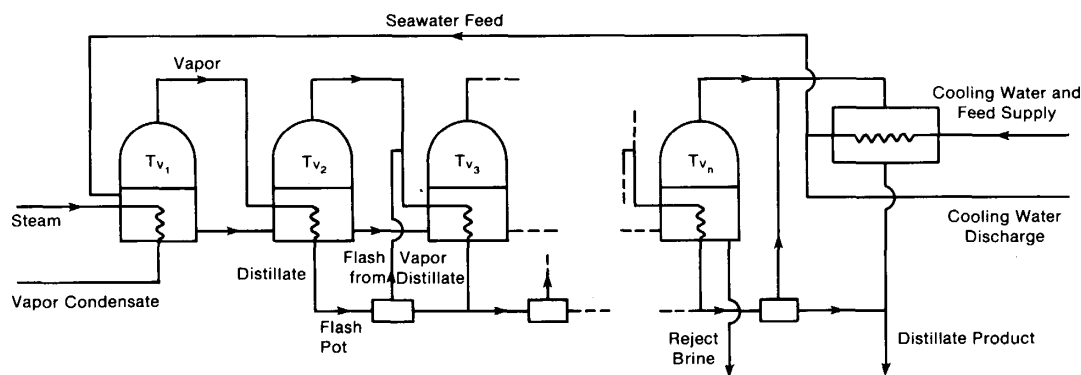 Seawater Feed
Vapor
Cooling Water and
Feed Supply
Tv1
Tv2
Tv3
Tvn
Steam
Cooling Water
Discharge
Distillate
Flash
from
Vapor
Distillate
Vapor Condensate
Flash
Pot
Reject
Brine
Distillate Product